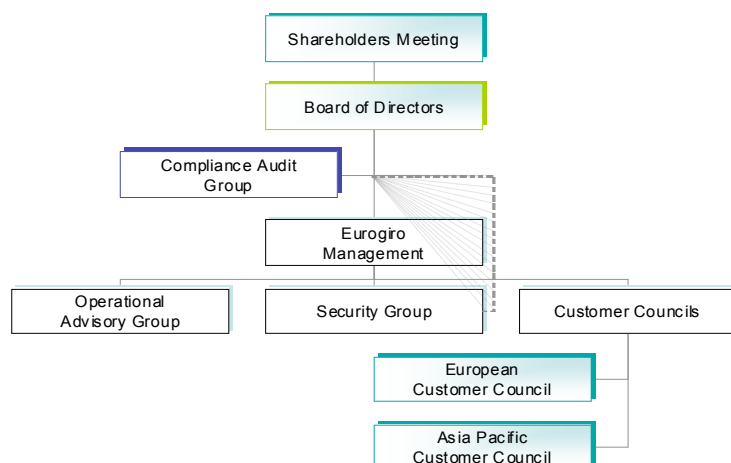 Shareholders Meeting
Board of Directors
Compliance Audit
Group
Eurogiro
Management
Operational
Advisory Group
Security Group
Customer Councils
European
Customer Council
Asia Pacific
Customer Council